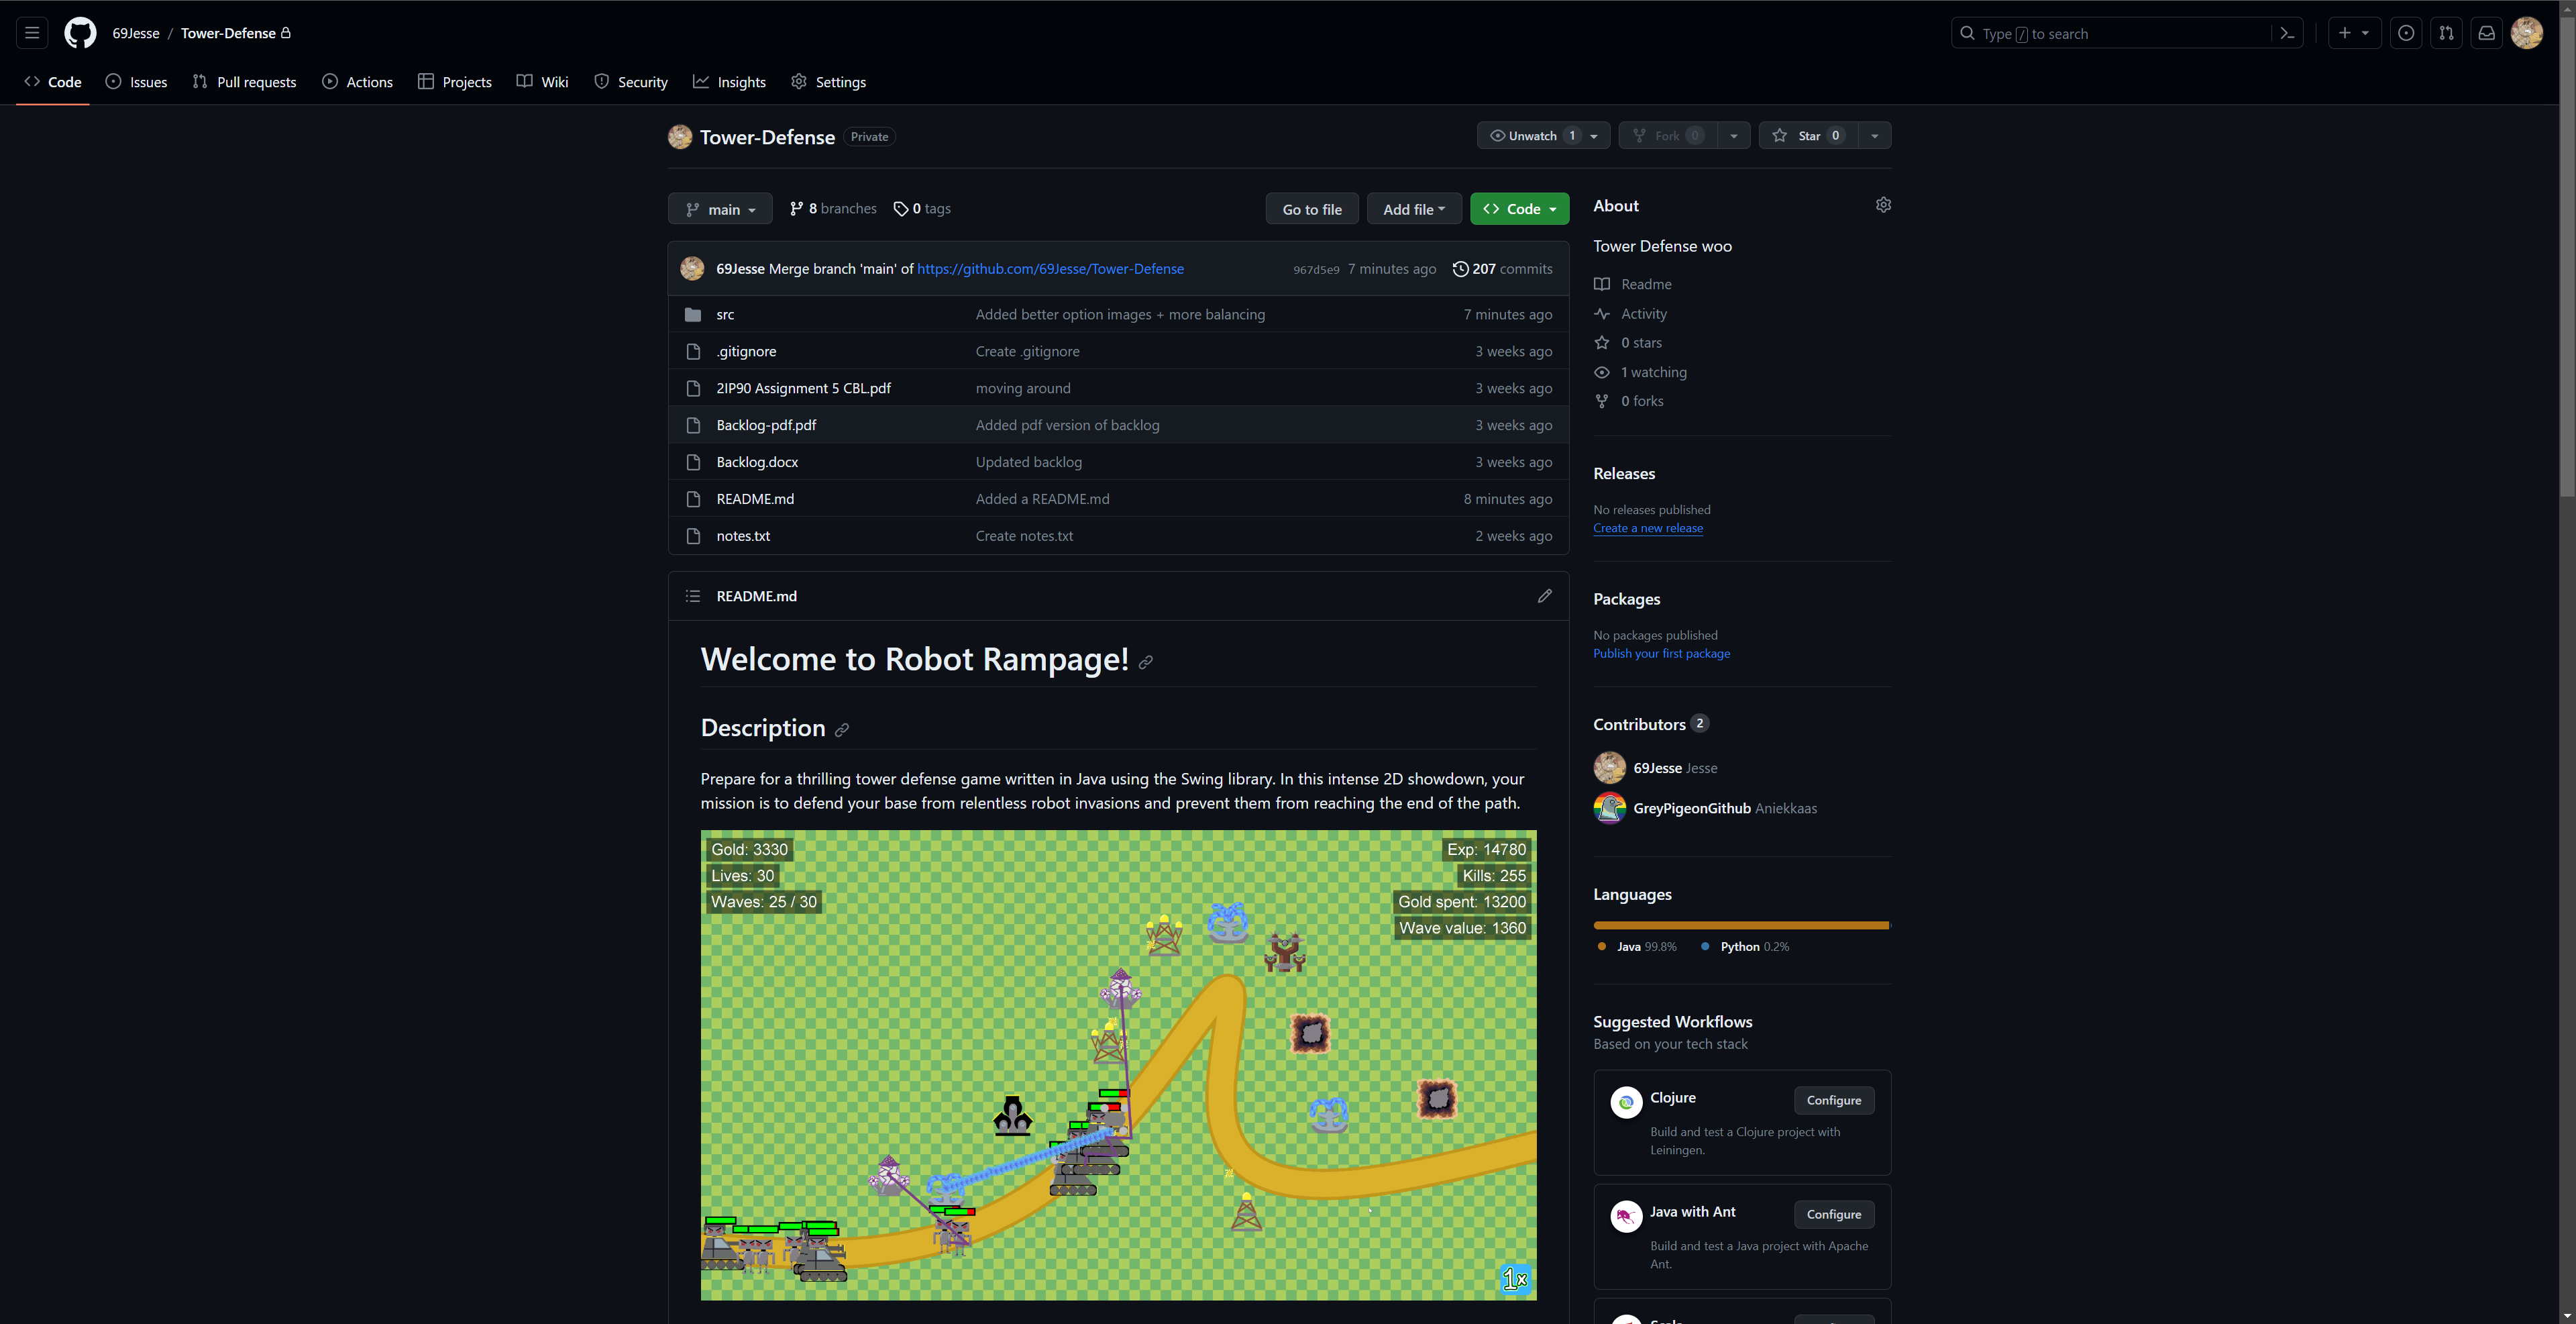 69Jesse / Tower-Defense
Type / to search
Code Issues Pull requests Actions Projects Wiki Security Insights Settings
Tower-Defense Private
Unwatch 1 Fork 0 Star 0
main 8 branches 0 tags Go to file Add file Code
69Jesse Merge branch 'main' of https://github.com/69Jesse/Tower-Defense 967d5e9 7 minutes ago 207 commits
src Added better option images + more balancing 7 minutes ago
.gitignore Create .gitignore 3 weeks ago
2IP90 Assignment 5 CBL.pdf moving around 3 weeks ago
Backlog-pdf.pdf Added pdf version of backlog 3 weeks ago
Backlog.docx Updated backlog 3 weeks ago
README.md Added a README.md 8 minutes ago
notes.txt Create notes.txt 2 weeks ago
README.md
Welcome to Robot Rampage!
Description
Prepare for a thrilling tower defense game written in Java using the Swing library. In this intense 2D showdown, your
mission is to defend your base from relentless robot invasions and prevent them from reaching the end of the path.
Gold: 3330
Lives: 30
Waves: 25 / 30
Exp: 14780
Kills: 255
Gold spent: 13200
Wave value: 1360
1x
About
Tower Defense woo
Readme
Activity
0 stars
1 watching
0 forks
Releases
No releases published
Create a new release
Packages
No packages published
Publish your first package
Contributors 2
69Jesse Jesse
GreyPigeonGithub Aniekkaas
Languages
Java 99.8% Python 0.2%
Suggested Workflows
Based on your tech stack
Clojure Configure
Build and test a Clojure project with
Leiningen.
Java with Ant Configure
Build and test a Java project with Apache
Ant.